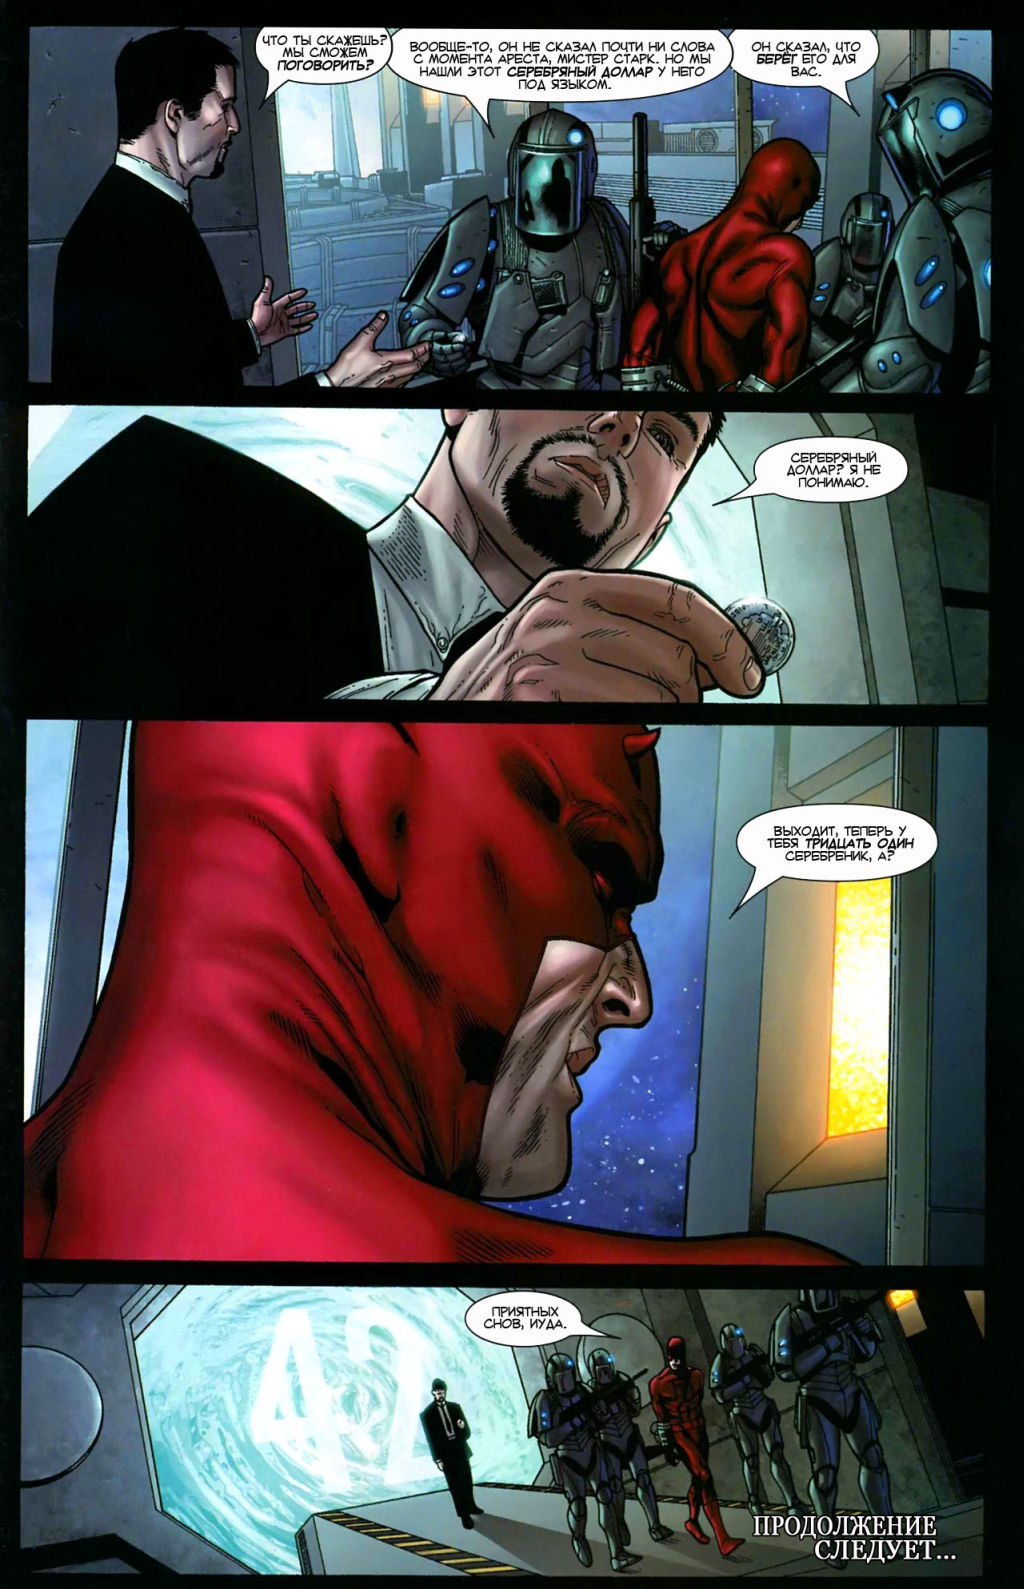 ЧТО ТЫ СКАЖЕШЬ?
МЫ СМОЖЕМ
ПОГОВОРИТЬ?
ВООБЩЕ-ТО, ОН НЕ СКАЗАЛ ПОЧТИ НИ СЛОВА
С МОМЕНТА АРЕСТА, МИСТЕР СТАРК. НО МЫ
НАШЛИ ЭТОТ СЕРЕБРЯНЫЙ ДОЛЛАР У НЕГО
ПОД ЯЗЫКОМ.
ОН СКАЗАЛ, ЧТО
БЕРЁГ ЕГО ДЛЯ
ВАС.
СЕРЕБРЯНЫЙ
ДОЛЛАР? Я НЕ
ПОНИМАЮ.
ВЫХОДИТ, ТЕПЕРЬ У
ТЕБЯ ТРИДЦАТЬ ОДИН
СЕРЕБРЕНИК, А?
ПРИЯТНЫХ
СНОВ, ИУДА.
42
ПРОДОЛЖЕНИЕ
СЛЕДУЕТ...